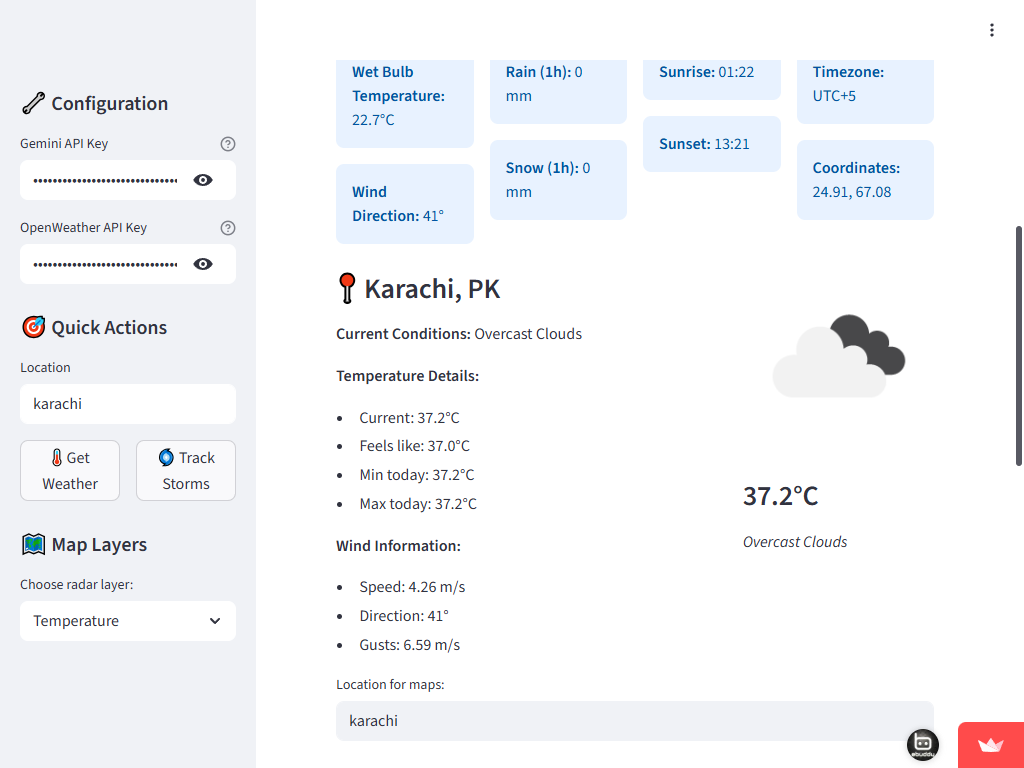 Configuration
Gemini API Key
••••••••••••••••••••••••••••••
OpenWeather API Key
••••••••••••••••••••••••••••••
Quick Actions
Location
karachi
Get
Weather
Track
Storms
Map Layers
Choose radar layer:
Temperature
Wet Bulb
Temperature:
22.7°C
Wind
Direction: 41°
Rain (1h): 0
mm
Snow (1h): 0
mm
Sunrise: 01:22
Sunset: 13:21
Timezone:
UTC+5
Coordinates:
24.91, 67.08
Karachi, PK
Current Conditions: Overcast Clouds
Temperature Details:
• Current: 37.2°C
• Feels like: 37.0°C
• Min today: 37.2°C
• Max today: 37.2°C
Wind Information:
• Speed: 4.26 m/s
• Direction: 41°
• Gusts: 6.59 m/s
37.2°C
Overcast Clouds
Location for maps:
karachi